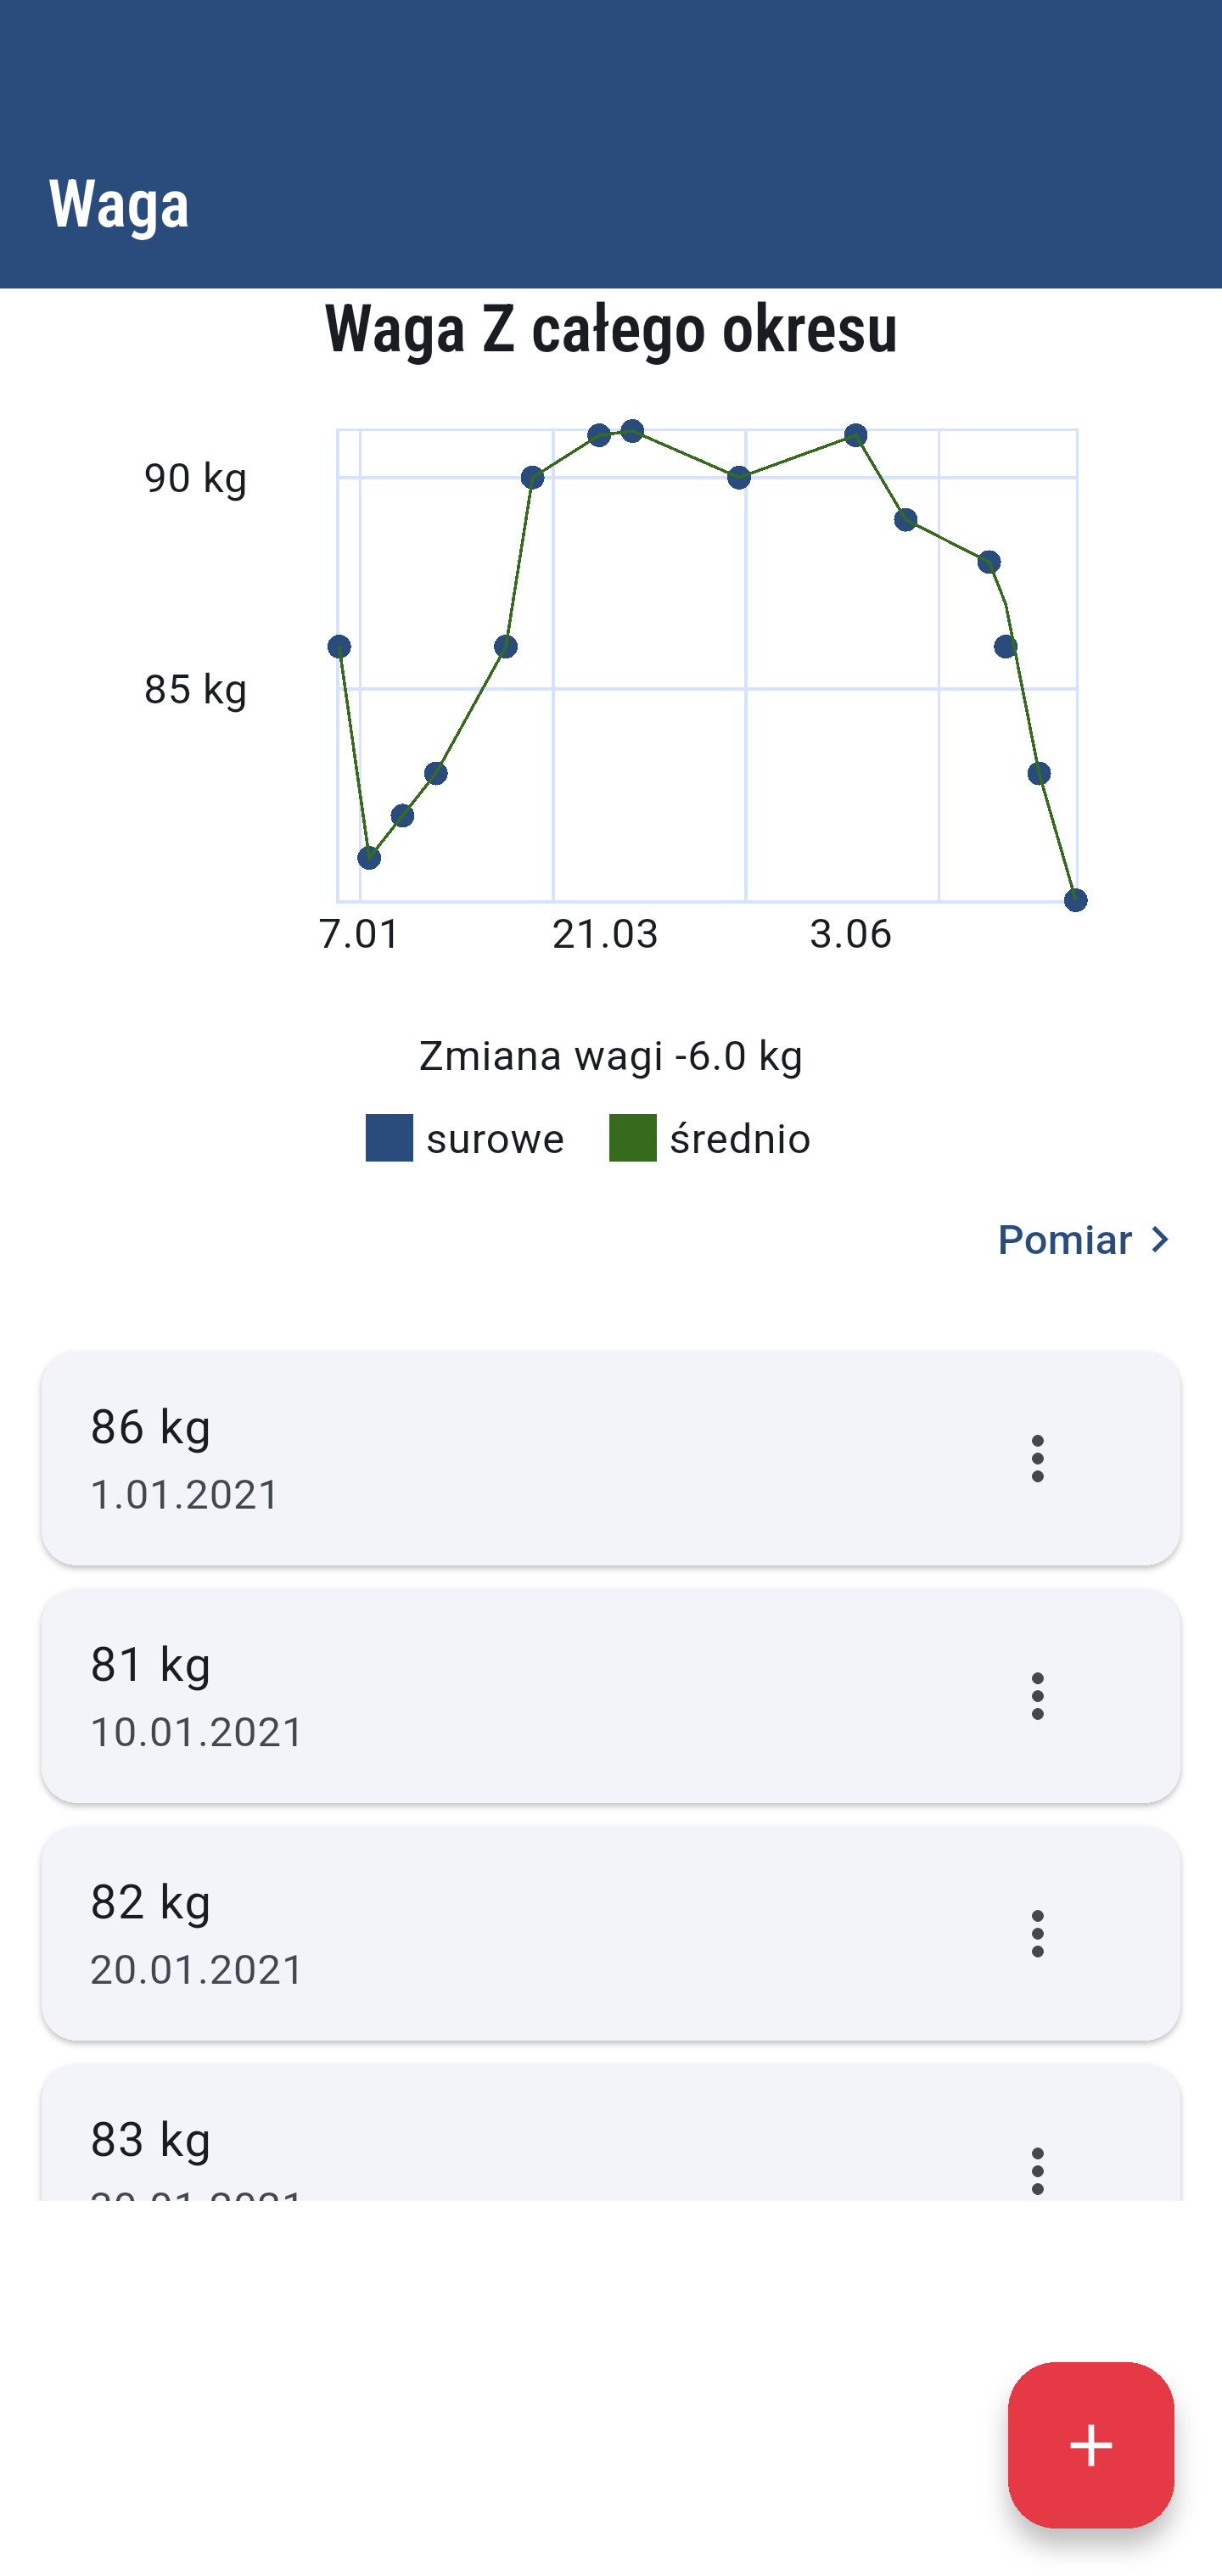 Waga
Waga Z całego okresu
90 kg
85 kg
7.01
21.03
3.06
Zmiana wagi -6.0 kg
surowe
średnio
Pomiar
86 kg
1.01.2021
81 kg
10.01.2021
82 kg
20.01.2021
83 kg